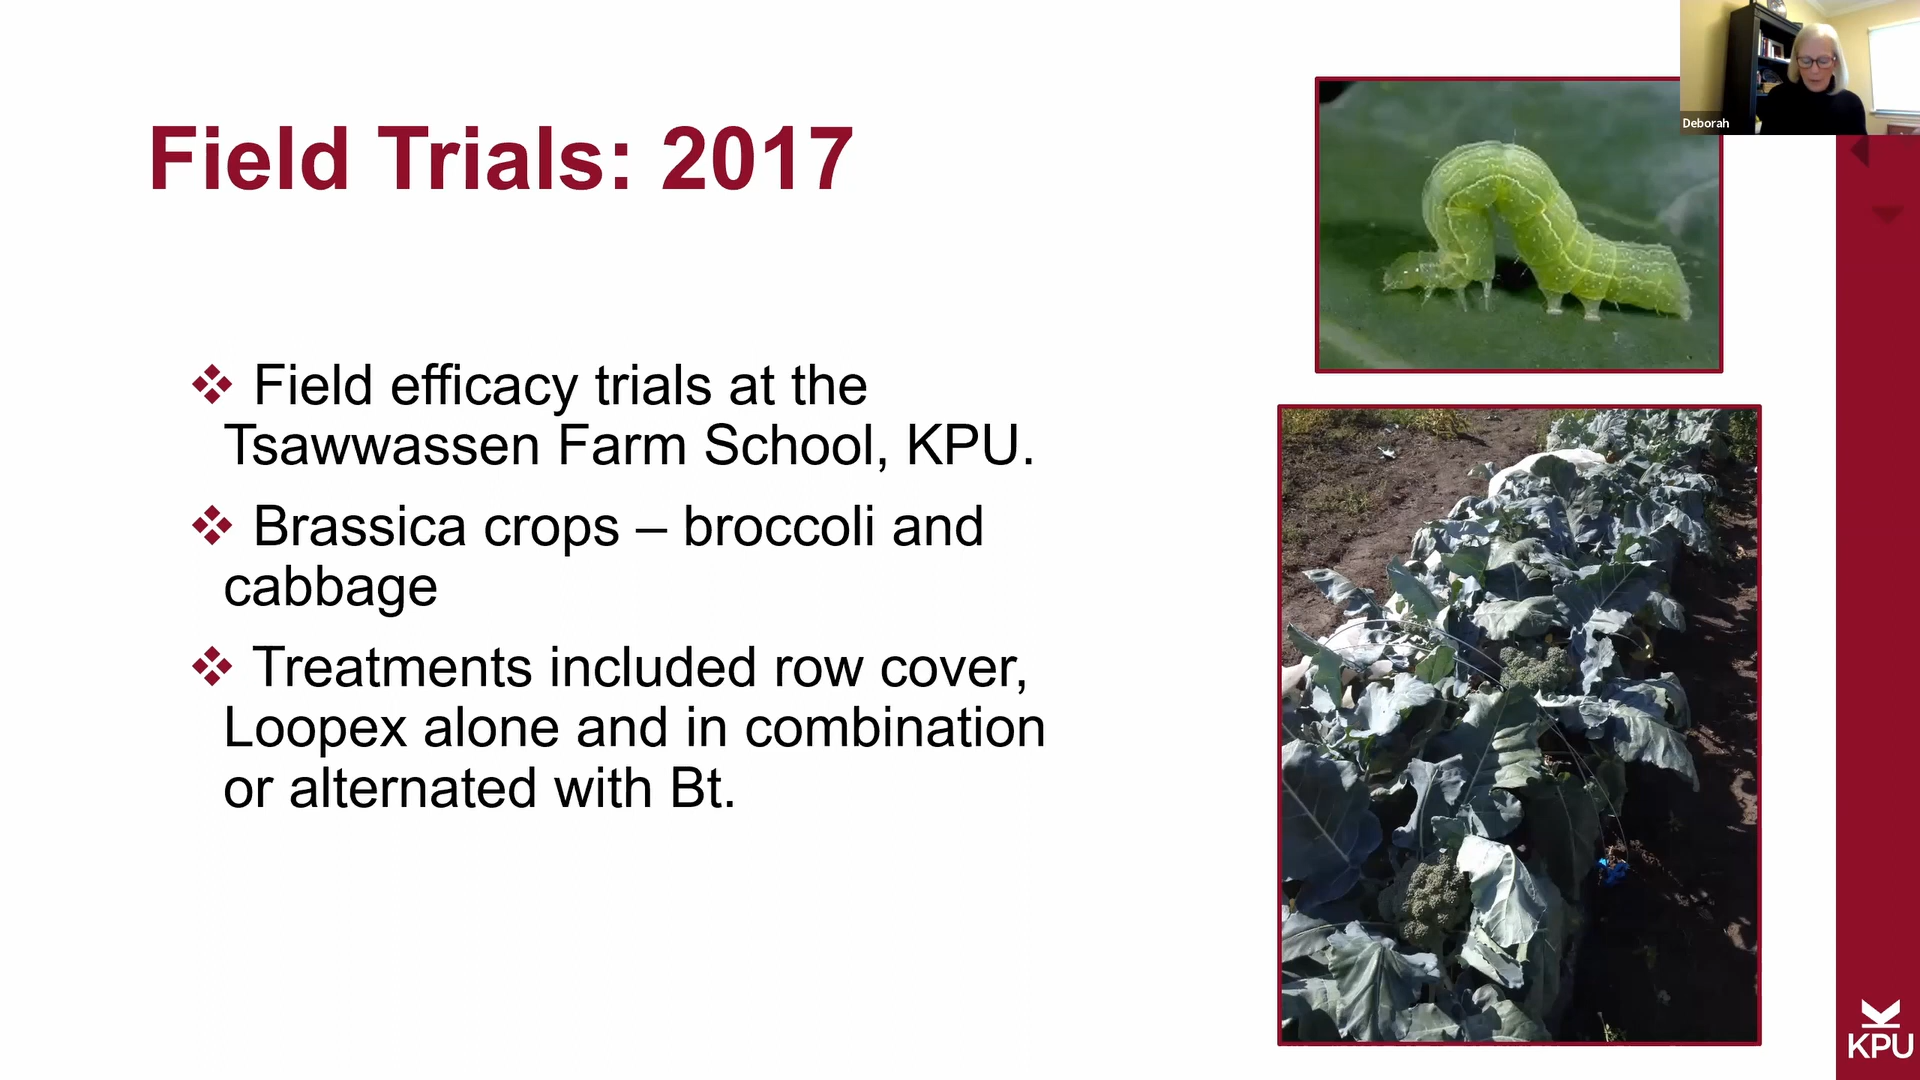 Deborah
Field Trials: 2017
❖ Field efficacy trials at the
Tsawwassen Farm School, KPU.
❖ Brassica crops – broccoli and
cabbage
❖ Treatments included row cover,
Loopex alone and in combination
or alternated with Bt.
KPU